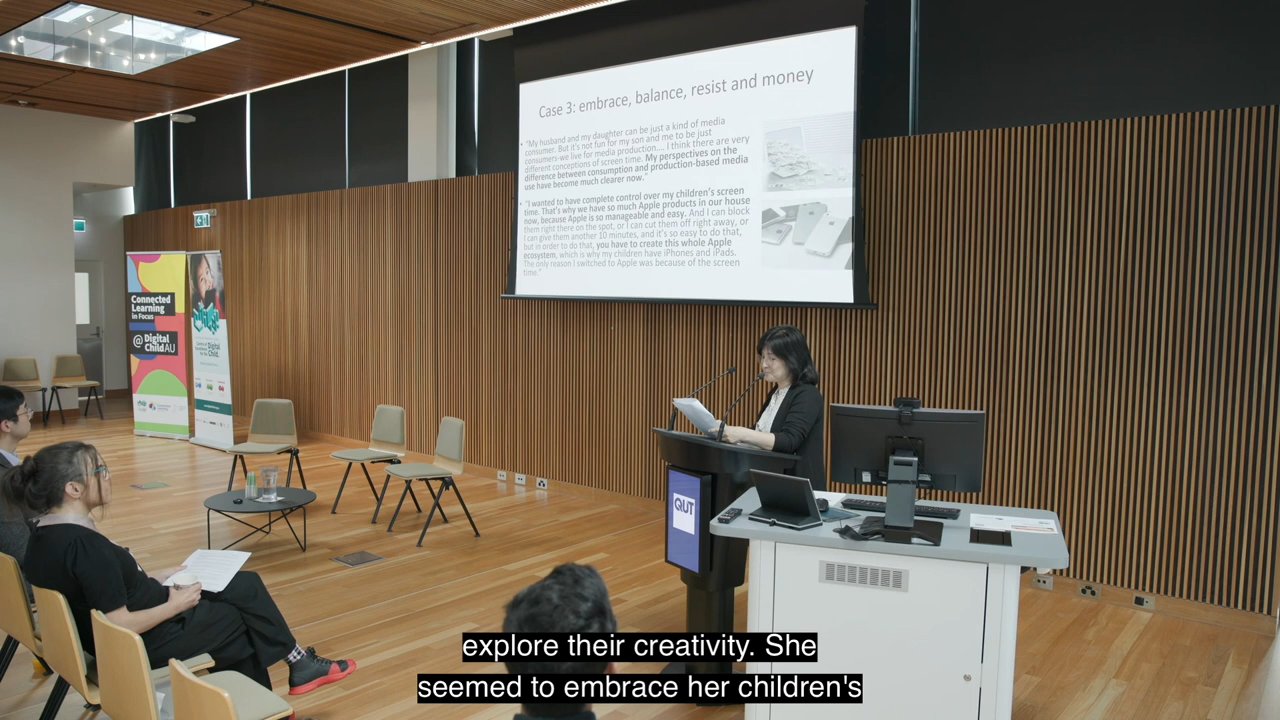 Case 3: embrace, balance, resist and money
• "My husband and my daughter can be just a kind of media
consumer. But it's not fun for my son and me to be just
consumers-we live for media production.... I think there are very
different conceptions of screen time. My perspectives on the
difference between consumption and production-based media
use have become much clearer now."
• "I wanted to have complete control over my children's screen
time. That's why we have so much Apple products in our house
now, because Apple is so manageable and easy. And I can block
them right there on the spot, or I can cut them off right away, or
I can give them another 10 minutes, and it's so easy to do that,
but in order to do that, you have to create this whole Apple
ecosystem, which is why my children have iPhones and iPads.
The only reason I switched to Apple was because of the screen
time."
Connected
Learning
in Focus
@ Digital
Child AU
Digital
Child
QUT
explore their creativity. She
seemed to embrace her children's